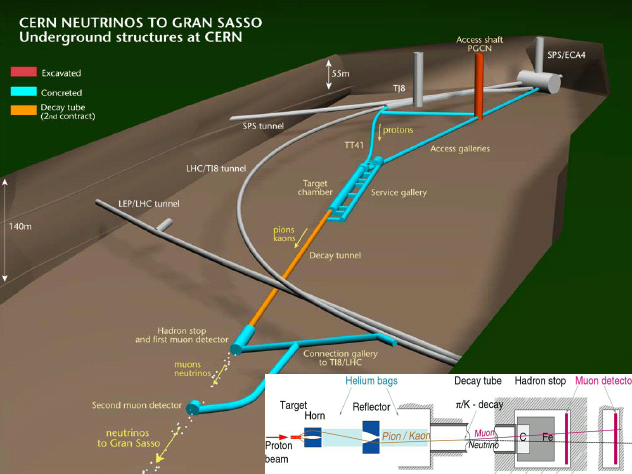 CERN NEUTRINOS TO GRAN SASSO
Underground structures at CERN
Excavated
Concreted
Decay tube
(2nd contract)
55m
Access shaft
PGCN
SPS/ECA4
TJ8
SPS tunnel
protons
TT41
Access galleries
LHC/TI8 tunnel
Target
chamber
Service gallery
LEP/LHC tunnel
140m
pions
kaons
Decay tunnel
Hadron stop
and first muon detector
Connection gallery
to TI8/LHC
muons
neutrinos
Second muon detector
neutrinos
to Gran Sasso
Helium bags
Decay tube
Hadron stop
Muon detecto
Target
Horn
Reflector
π/K - decay
Proton
beam
Pion / Kaon
Muon
Neutrino
C
Fe